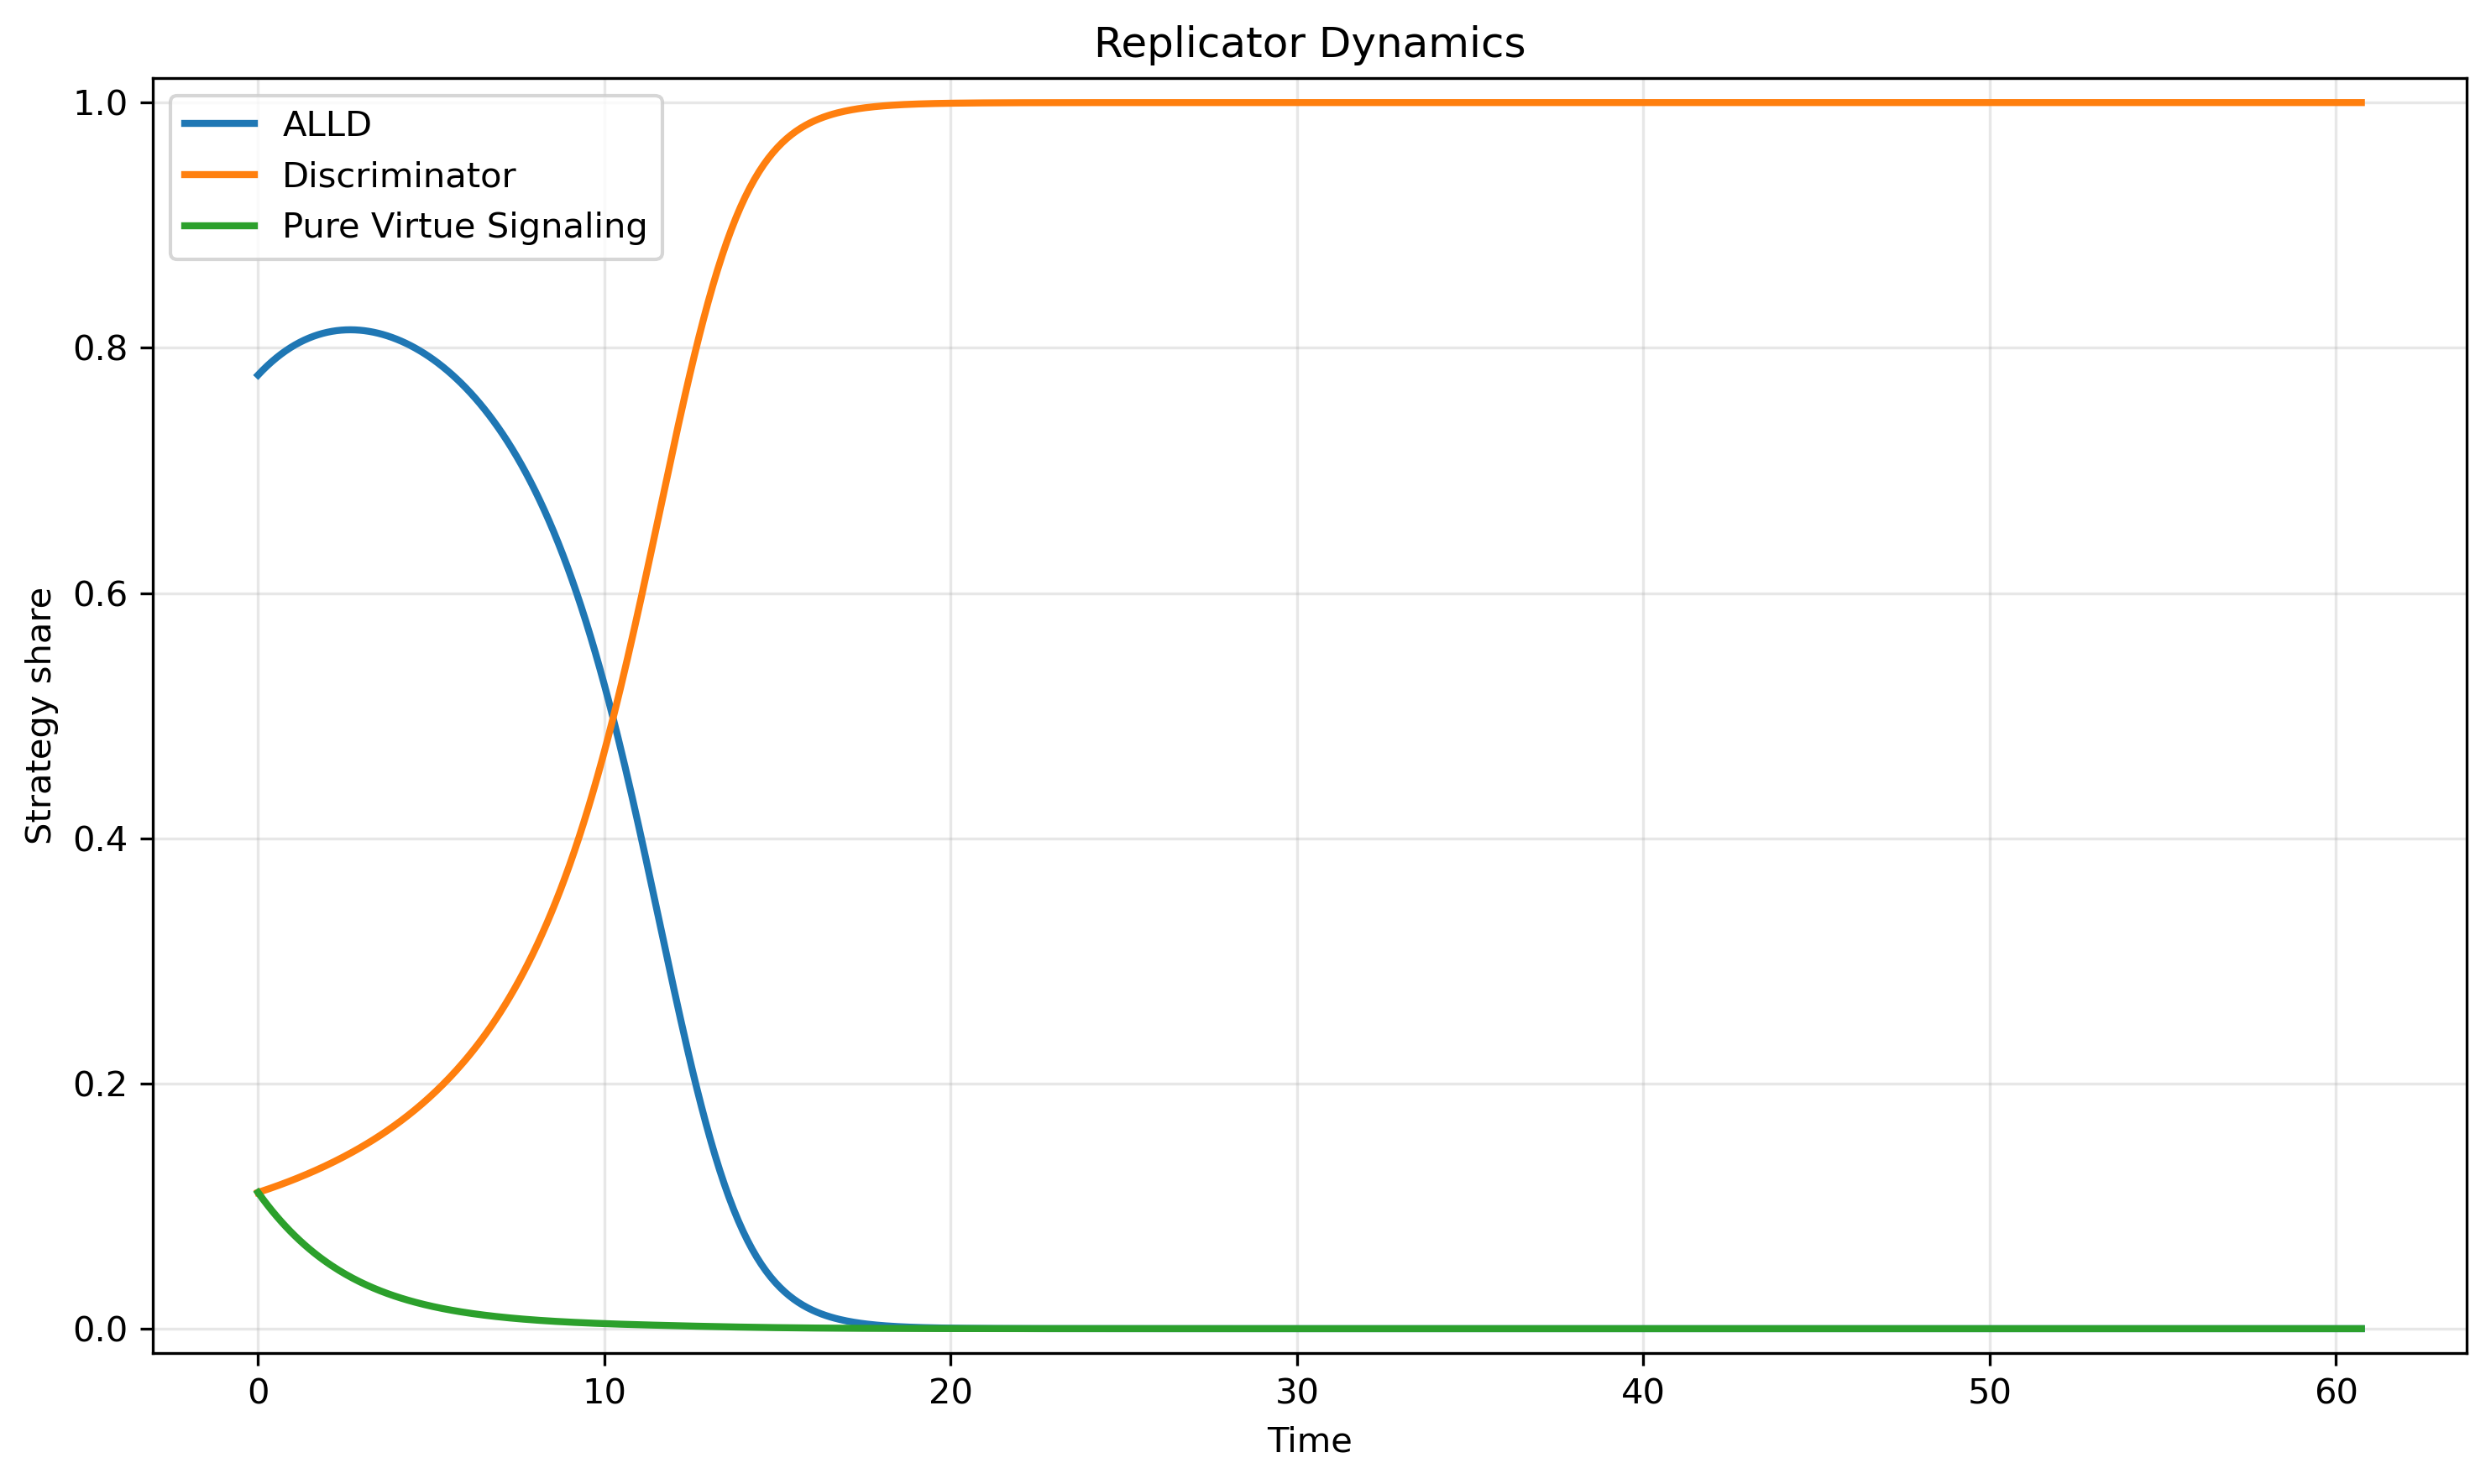 Replicator Dynamics
ALLD
Discriminator
Pure Virtue Signaling
Strategy share
1.0
0.8
0.6
0.4
0.2
0.0
0 10 20 30 40 50 60
Time